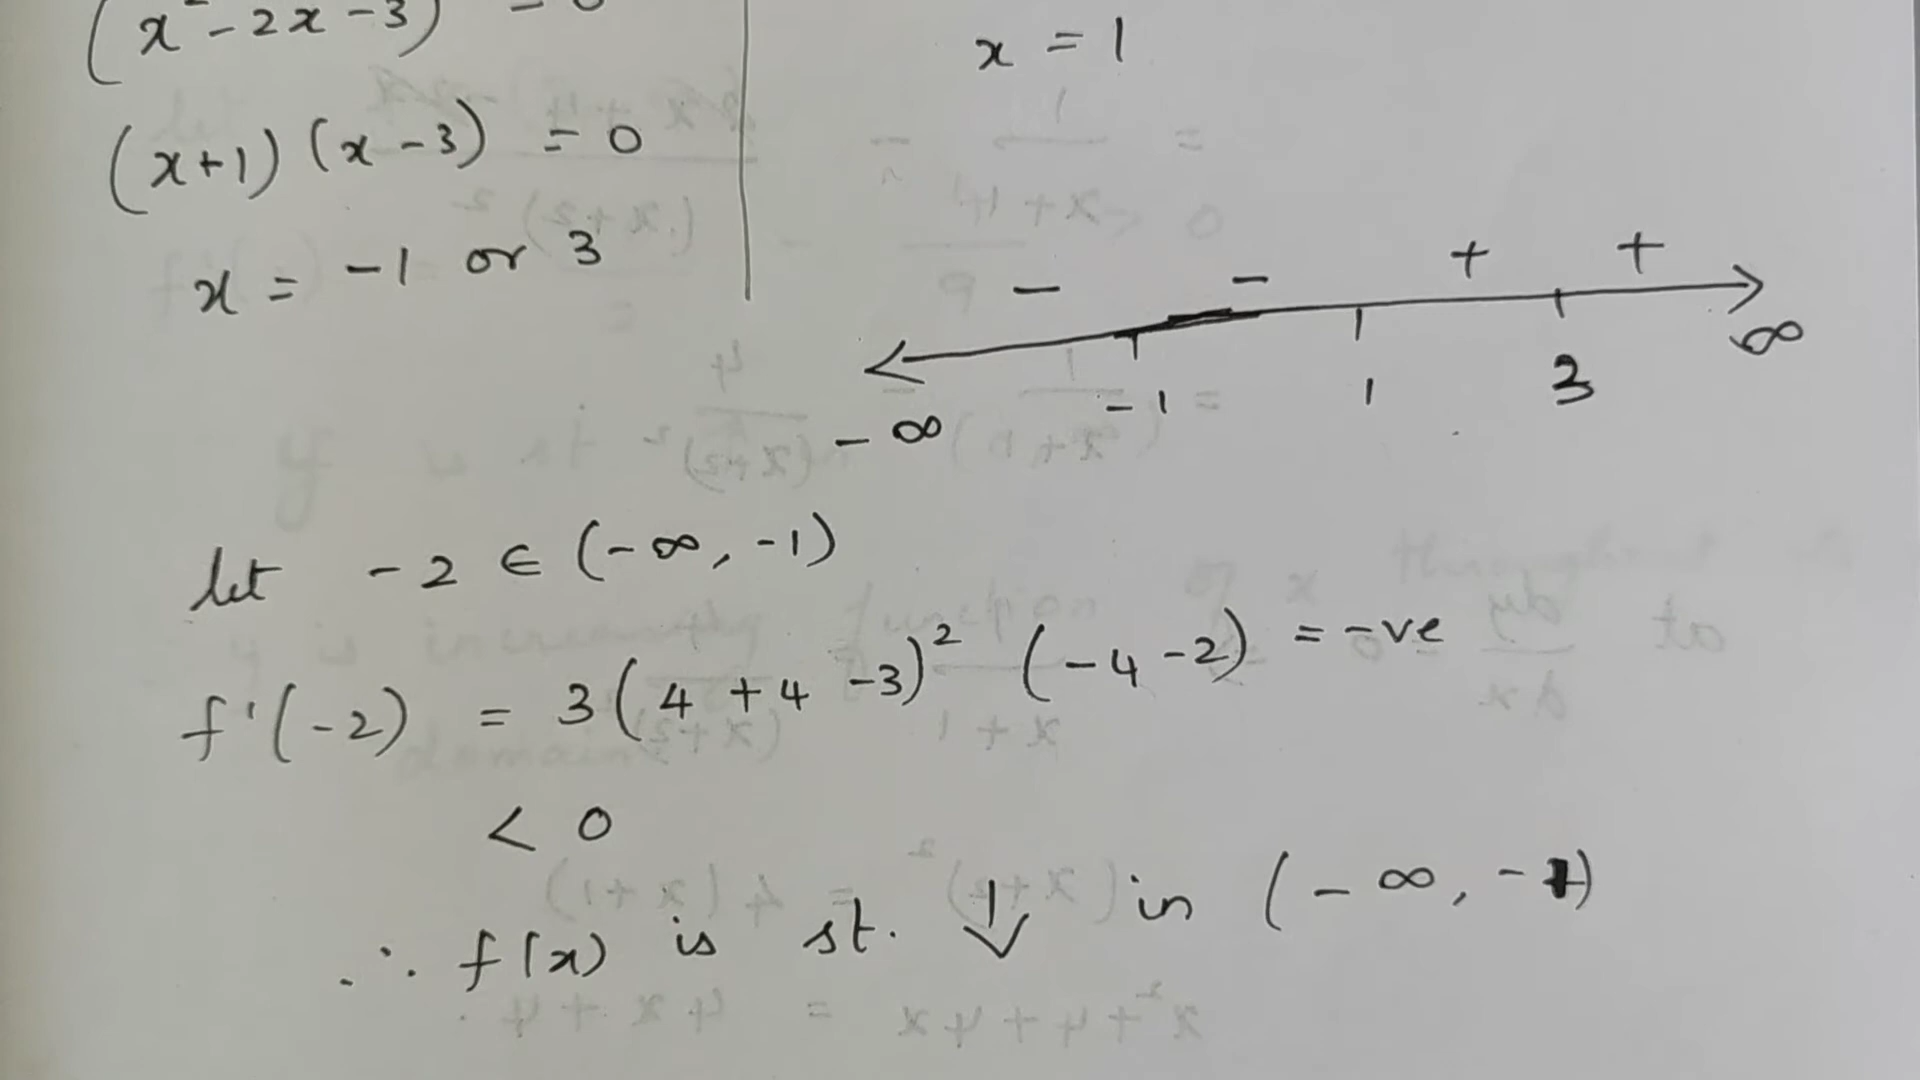 (x² - 2x - 3) = 0
(x+1) (x-3) = 0
x = -1 or 3
x = 1
- - + +
-∞ -1 1 3 ∞
let -2 ∈ (-∞, -1)
f'(-2) = 3(4 + 4 - 3)² (-4 - 2) = -ve
< 0
∴ f(x) is st. ↓ in (-∞, -1)